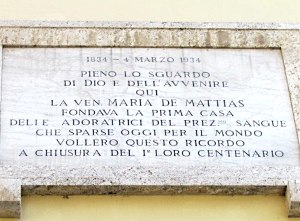 1834 - 4 MARZO 1934
PIENO LO SGUARDO
DI DIO E DELL'AVVENIRE
QUI
LA VEN. MARIA DE MATTIAS
FONDAVA LA PRIMA CASA
DELLE ADORATRICI DEL PREZ.MO SANGUE
CHE SPARSE OGGI PER IL MONDO
VOLLERO QUESTO RICORDO
A CHIUSURA DEL 1º LORO CENTENARIO